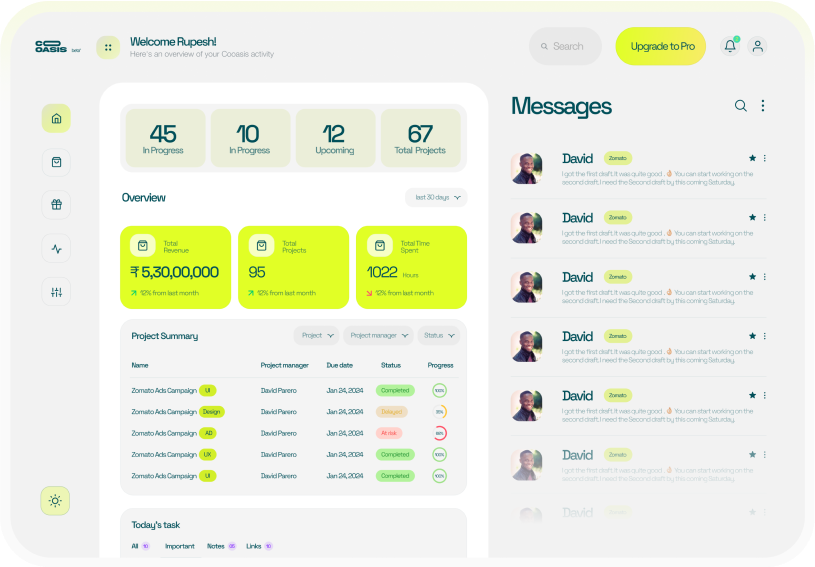 COOASIS beta'
Welcome Rupesh!
Here's an overview of your Cooasis activity
Search
Upgrade to Pro
45
In Progress
10
In Progress
12
Upcoming
67
Total Projects
Overview
last 30 days
Total Revenue
₹ 5,30,00,000
12% from last month
Total Projects
95
12% from last month
Total Time Spent
1022 Hours
12% from last month
Project Summary
Project
Project manager
Status
Name Project manager Due date Status Progress
Zomato Ads Campaign UI David Parero Jan 24, 2024 Completed 100%
Zomato Ads Campaign Design David Parero Jan 24, 2024 Delayed
Zomato Ads Campaign AD David Parero Jan 24, 2024 At risk
Zomato Ads Campaign UX David Parero Jan 24, 2024 Completed 100%
Zomato Ads Campaign UI David Parero Jan 24, 2024 Completed 100%
Today's task
All 10 Important Notes Links 10
Messages
David Zomato
I got the first draft. It was quite good . 👌🏼 You can start working on the
second draft. I need the Second draft by this coming Saturday.
David Zomato
I got the first draft. It was quite good . 👌🏼 You can start working on the
second draft. I need the Second draft by this coming Saturday.
David Zomato
I got the first draft. It was quite good . 👌🏼 You can start working on the
second draft. I need the Second draft by this coming Saturday.
David Zomato
I got the first draft. It was quite good . 👌🏼 You can start working on the
second draft. I need the Second draft by this coming Saturday.
David Zomato
I got the first draft. It was quite good . 👌🏼 You can start working on the
second draft. I need the Second draft by this coming Saturday.
David Zomato
I got the first draft. It was quite good . 👌🏼 You can start working on the
second draft. I need the Second draft by this coming Saturday.
David Zomato